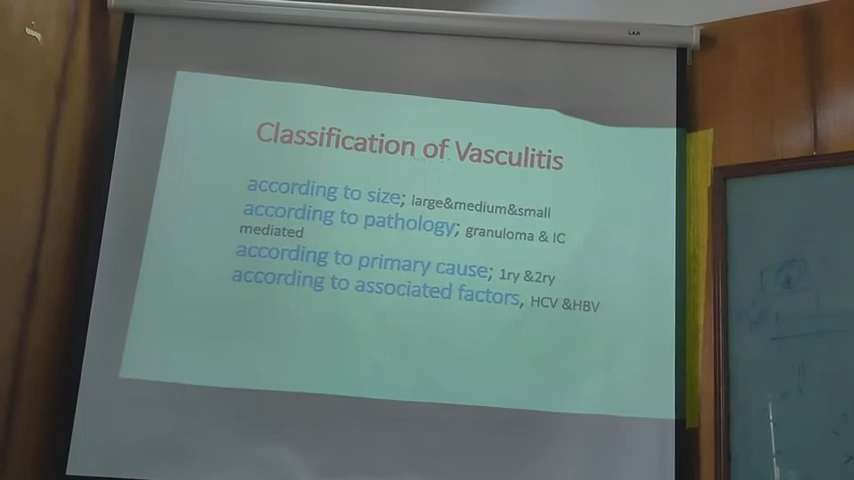 Classification of Vasculitis
according to size; large&medium&small
according to pathology; granuloma & IC
mediated
according to primary cause; 1ry &2ry
according to associated factors, HCV &HBV